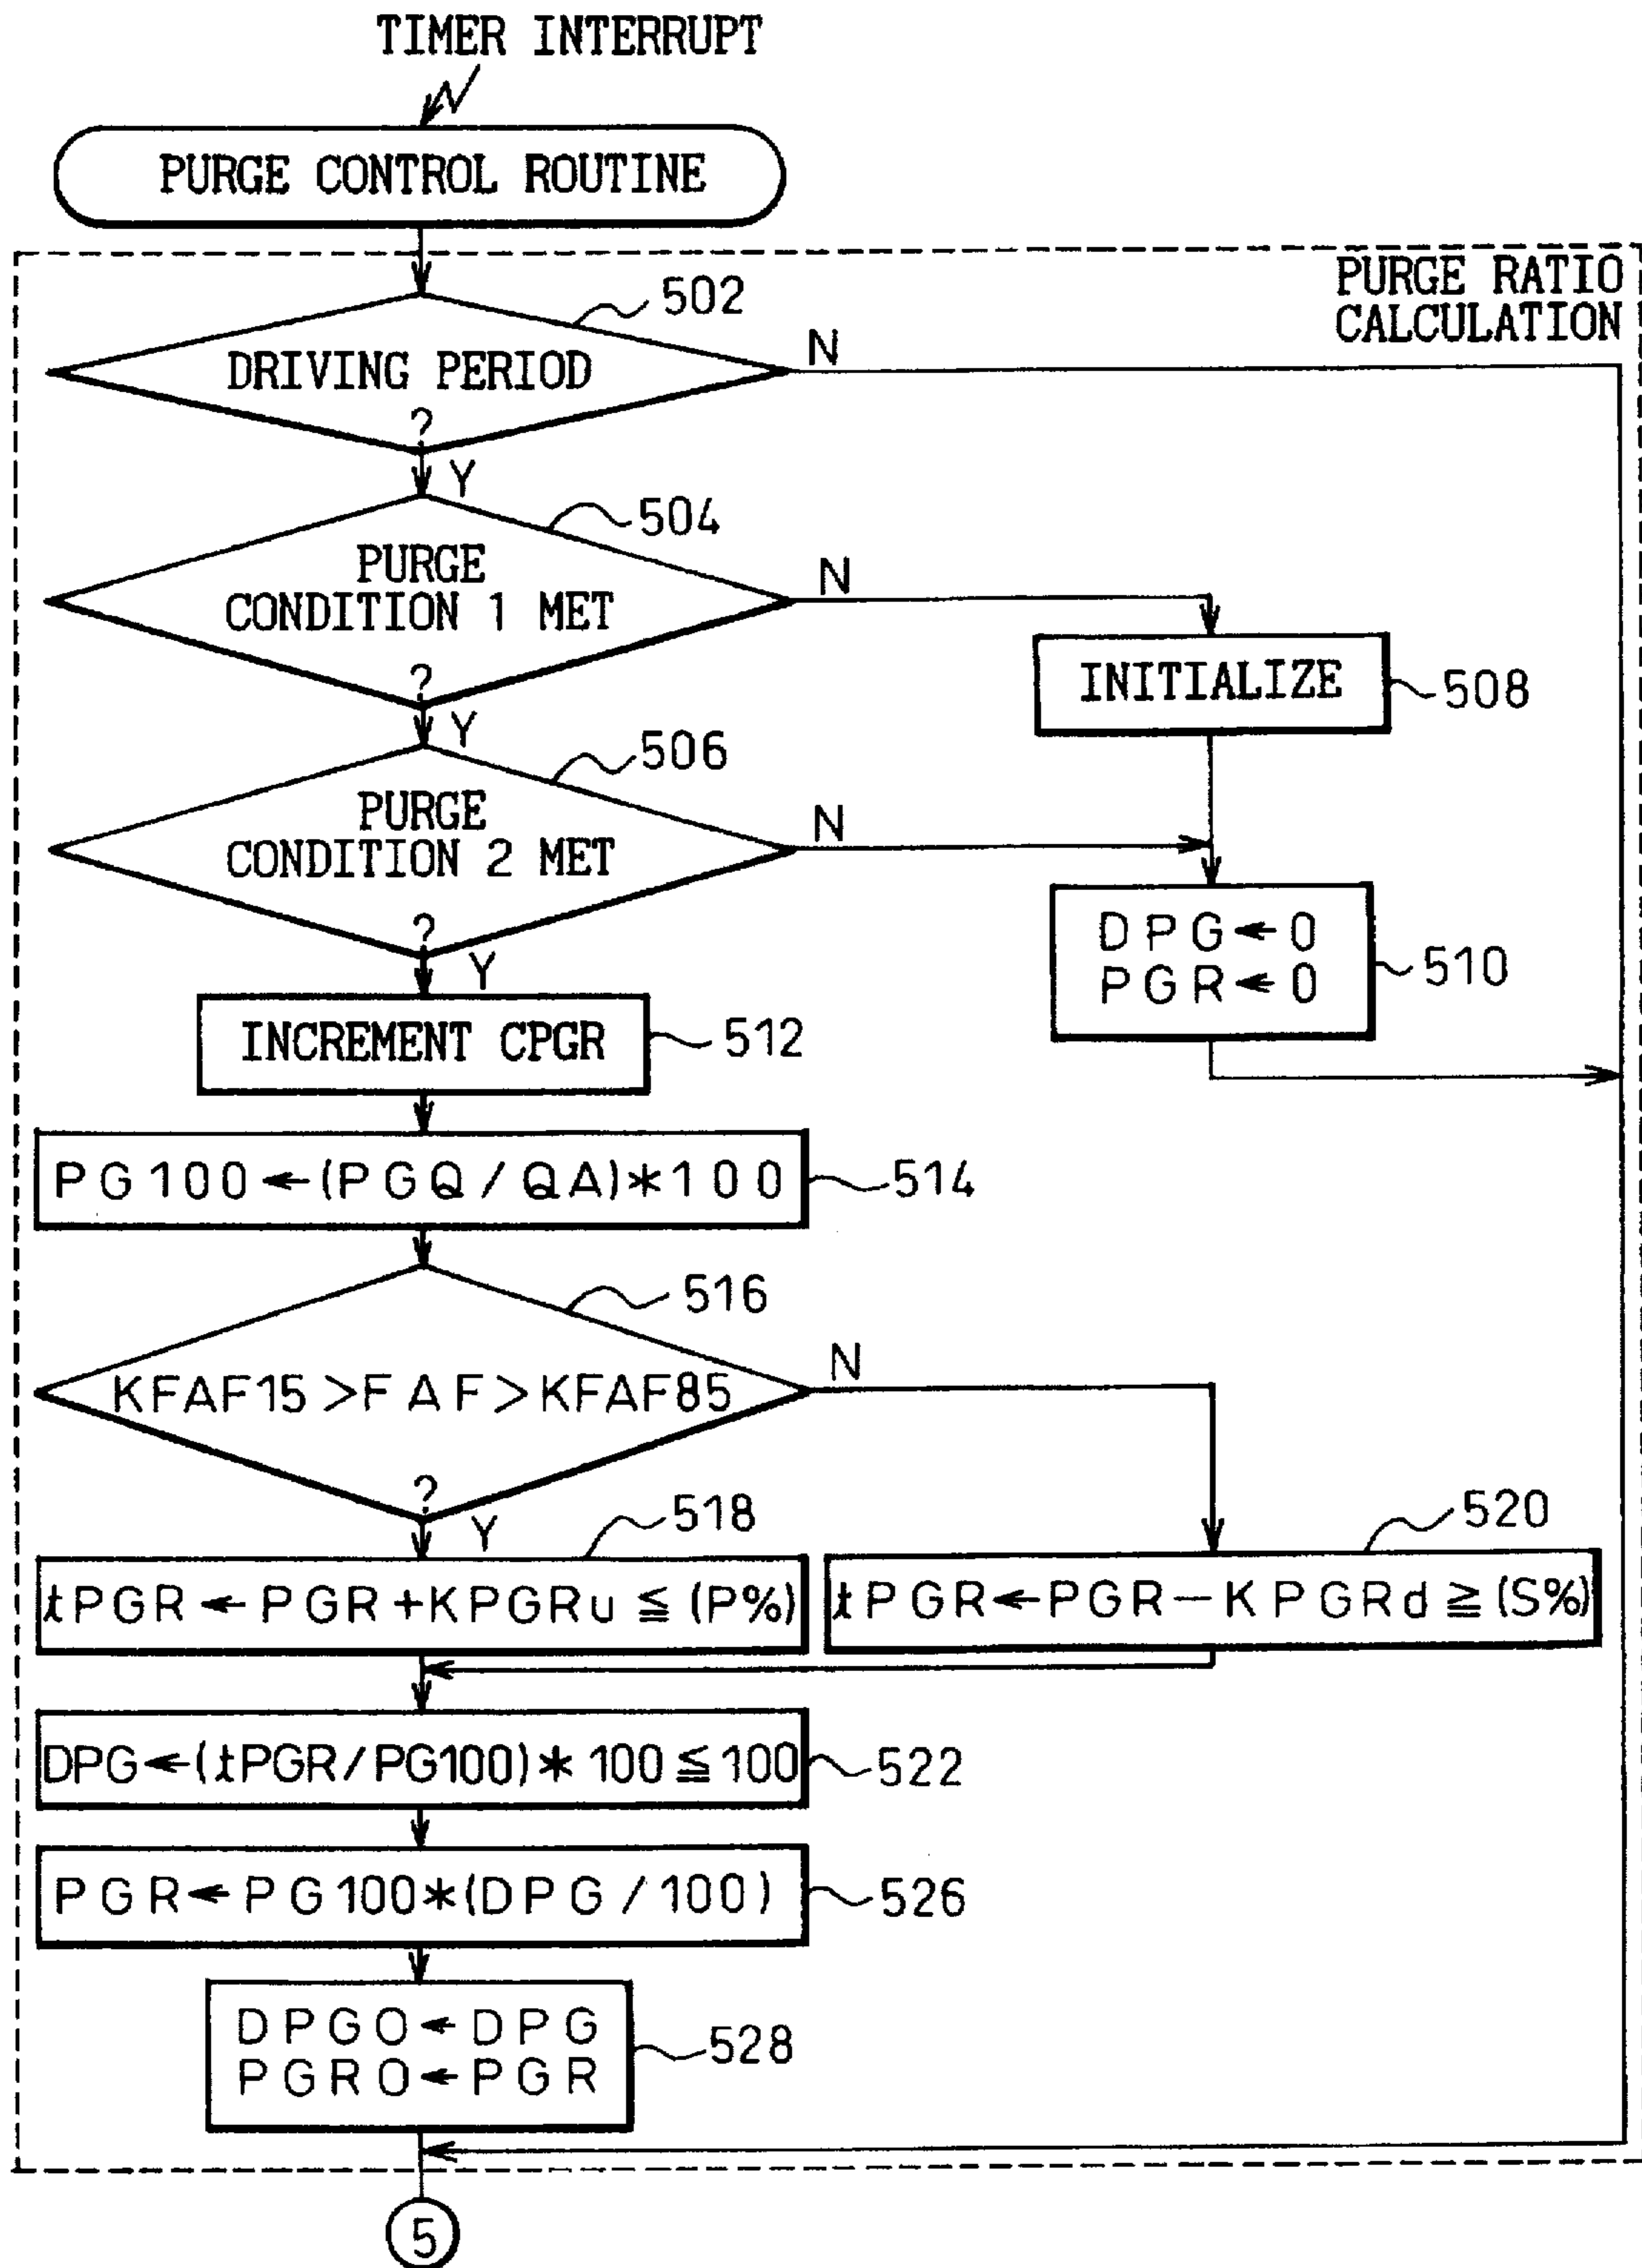 TIMER INTERRUPT
PURGE CONTROL ROUTINE
PURGE RATIO
CALCULATION
502
DRIVING PERIOD
?
N
Y
504
PURGE
CONDITION 1 MET
?
N
Y
INITIALIZE
508
506
PURGE
CONDITION 2 MET
?
N
Y
DPG←0
PGR←0
510
INCREMENT CPGR
512
PG100←(PGQ/QA)*100
514
516
KFAF15>FAF>KFAF85
?
N
Y
518
tPGR←PGR+KPGRu≦(P%)
520
tPGR←PGR−KPGRd≧(S%)
DPG←(tPGR/PG100)*100≦100
522
PGR←PG100*(DPG/100)
526
DPGO←DPG
PGRO←PGR
528
5